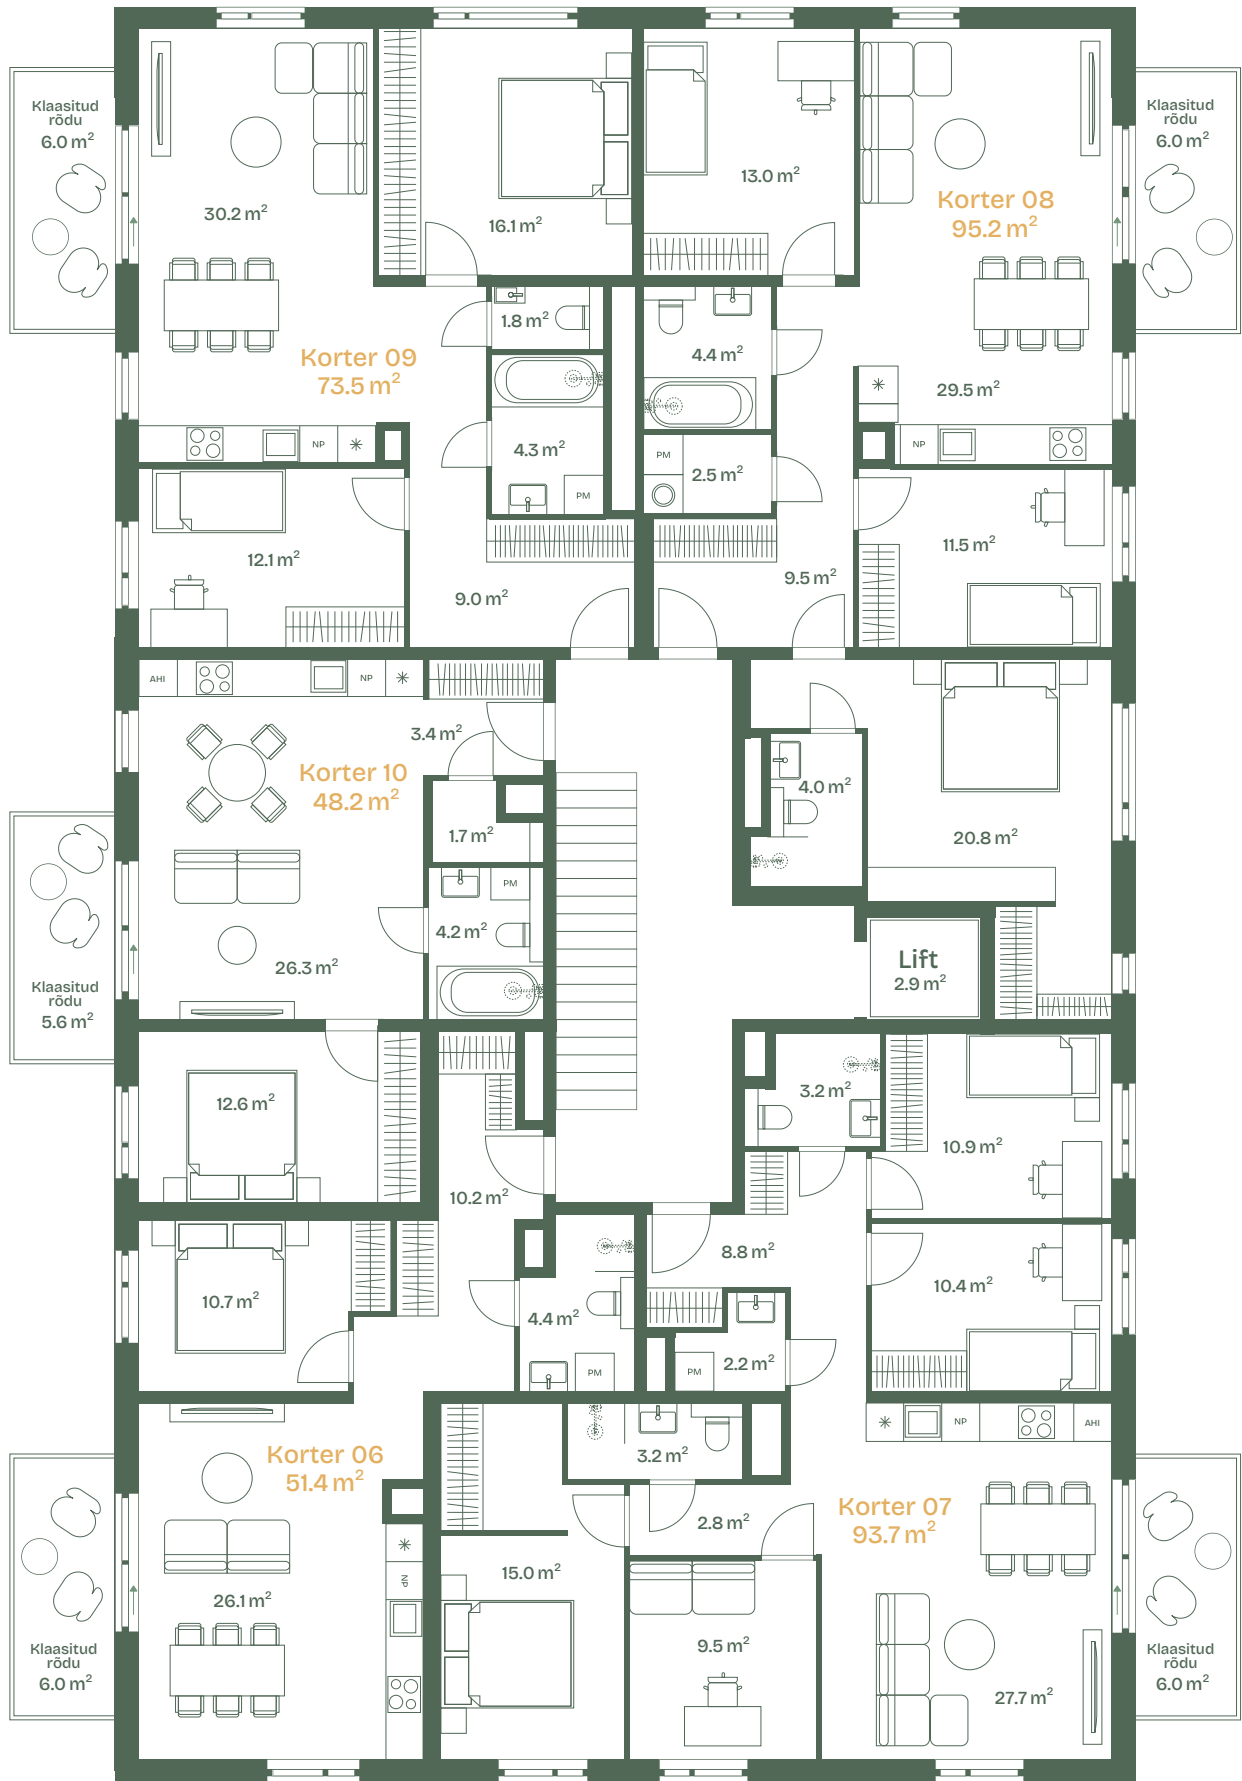 Klaasitud
rõdu
6.0 m²
30.2 m²
16.1 m²
13.0 m²
Korter 08
95.2 m²
Klaasitud
rõdu
6.0 m²
1.8 m²
Korter 09
73.5 m²
4.4 m²
29.5 m²
NP
4.3 m²
PM
PM
2.5 m²
NP
12.1 m²
9.0 m²
9.5 m²
11.5 m²
AHI
NP
3.4 m²
Korter 10
48.2 m²
1.7 m²
4.0 m²
20.8 m²
PM
4.2 m²
26.3 m²
Klaasitud
rõdu
5.6 m²
Lift
2.9 m²
12.6 m²
3.2 m²
10.9 m²
10.2 m²
8.8 m²
10.7 m²
4.4 m²
PM
PM
2.2 m²
10.4 m²
NP
AHI
Korter 06
51.4 m²
3.2 m²
2.8 m²
Korter 07
93.7 m²
NP
15.0 m²
26.1 m²
9.5 m²
27.7 m²
Klaasitud
rõdu
6.0 m²
Klaasitud
rõdu
6.0 m²